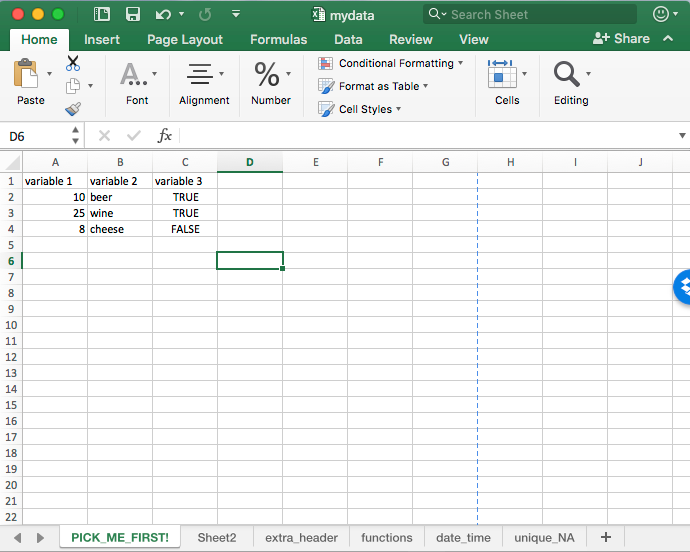 mydata
Search Sheet
Home Insert Page Layout Formulas Data Review View Share
Paste
A..
Font
Alignment
%
Number
Conditional Formatting
Format as Table
Cell Styles
Cells
Editing
D6 fx
A B C D E F G H I J
1 variable 1 variable 2 variable 3
2 10 beer TRUE
3 25 wine TRUE
4 8 cheese FALSE
5
6
7
8
9
10
11
12
13
14
15
16
17
18
19
20
21
22
PICK_ME_FIRST! Sheet2 extra_header functions date_time unique_NA +